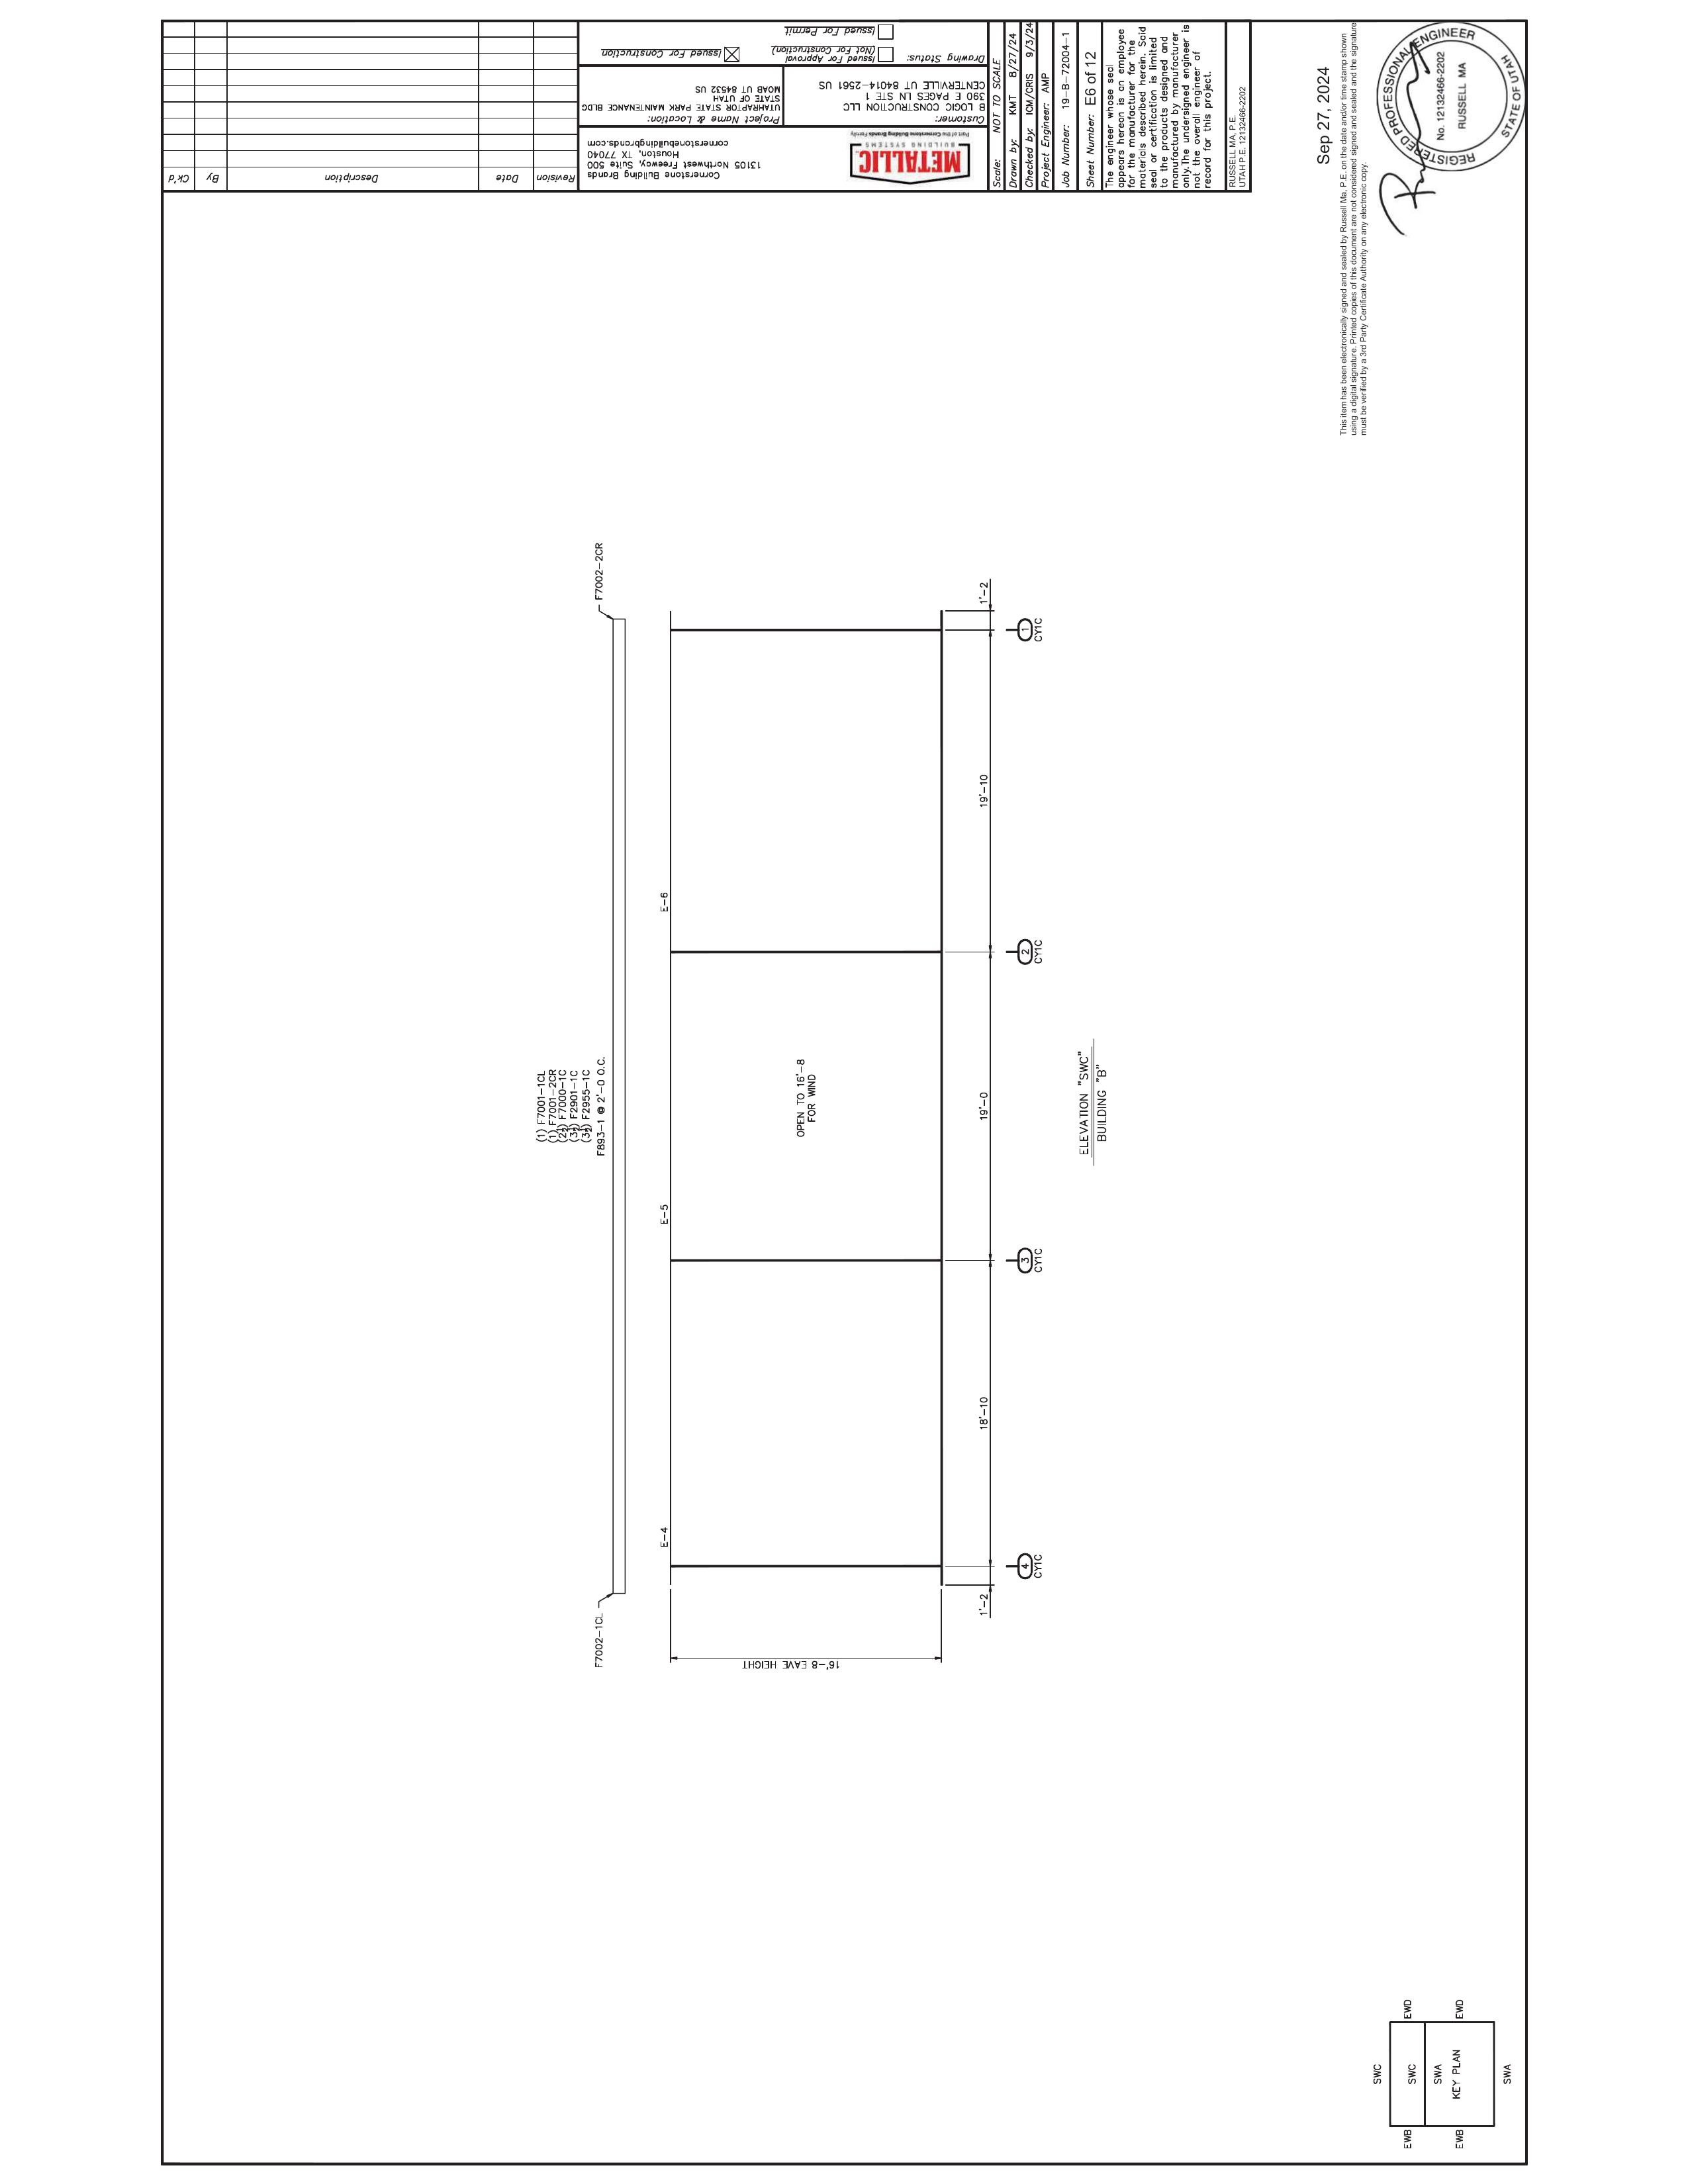 (1) F7001-1CL
(1) F7001-2CR
F7000-1C
F2901-1C
F2955-1C
F893-1 @ 2'-0 O.C.
F7002-1CL
F7002-2CR
E-4
E-5
E-6
16'-8 EAVE HEIGHT
OPEN TO 16'-8
FOR WIND
1'-2
18'-10
19'-0
19'-10
1'-2
4
CY1C
3
CY1C
2
CY1C
1
CY1C
ELEVATION "SWC"
BUILDING "B"
SWC
EWB
SWC
EWD
SWA
EWB
KEY PLAN
EWD
SWA
Revision
Date
Description
By
Ck'd
Cornerstone Building Brands
13105 Northwest Freeway, Suite 500
Houston, TX 77040
cornerstonebuildingbrands.com
METALLIC
BUILDING SYSTEMS
Part of the Cornerstone Building Brands Family
Project Name & Location:
UTAHRAPTOR STATE PARK MAINTENANCE BLDG
STATE OF UTAH
MOAB UT 84532 US
Customer:
B LOGIC CONSTRUCTION LLC
390 E PAGES LN STE 1
CENTERVILLE UT 84014-2561 US
Drawing Status:
Issued For Approval
(Not For Construction)
Issued For Permit
Issued For Construction
Scale: NOT TO SCALE
Drawn by: KMT 8/27/24
Checked by: ICM/CRIS 9/3/24
Project Engineer: AMP
Job Number: 19-B-72004-1
Sheet Number: E6 of 12
The engineer whose seal
appears hereon is an employee
for the manufacturer for the
materials described herein. Said
seal or certification is limited
to the products designed and
manufactured by manufacturer
only.The undersigned engineer is
not the overall engineer of
record for this project.
RUSSELL MA, P.E.
UTAH P.E. 12132466-2202
Sep 27, 2024
This item has been electronically signed and sealed by Russell Ma, P.E. on the date and/or time stamp shown
using a digital signature. Printed copies of this document are not considered signed and sealed and the signature
must be verified by a 3rd Party Certificate Authority on any electronic copy.
REGISTERED PROFESSIONAL ENGINEER
No. 12132466-2202
RUSSELL MA
STATE OF UTAH